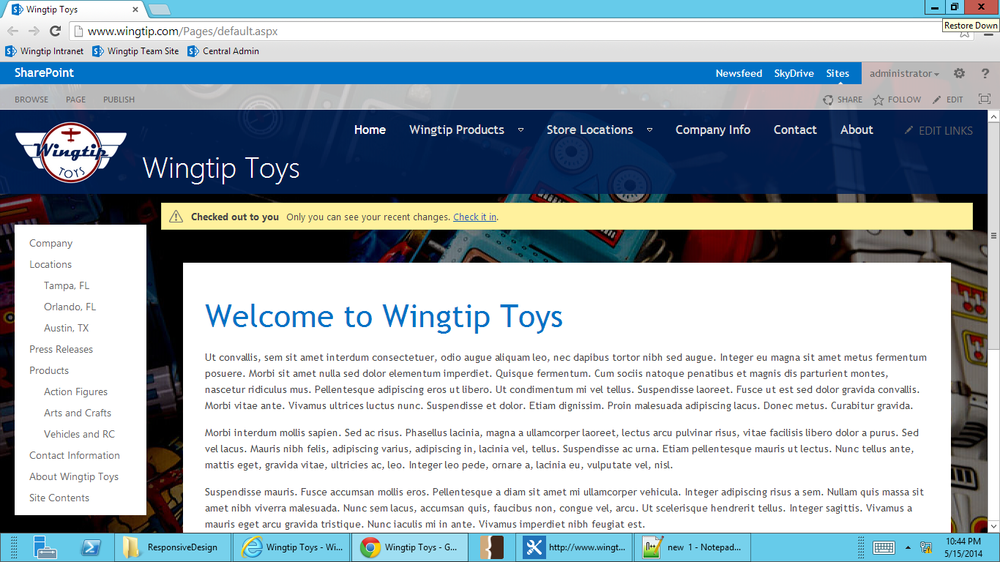 Wingtip Toys
Restore Down
www.wingtip.com/Pages/default.aspx
Wingtip Intranet Wingtip Team Site Central Admin
SharePoint Newsfeed SkyDrive Sites administrator ?
BROWSE PAGE PUBLISH SHARE FOLLOW EDIT
Home Wingtip Products Store Locations Company Info Contact About EDIT LINKS
Wingtip
TOYS
Wingtip Toys
Checked out to you Only you can see your recent changes. Check it in.
Company
Locations
Tampa, FL
Orlando, FL
Austin, TX
Press Releases
Products
Action Figures
Arts and Crafts
Vehicles and RC
Contact Information
About Wingtip Toys
Site Contents
Welcome to Wingtip Toys
Ut convallis, sem sit amet interdum consectetuer, odio augue aliquam leo, nec dapibus tortor nibh sed augue. Integer eu magna sit amet metus fermentum
posuere. Morbi sit amet nulla sed dolor elementum imperdiet. Quisque fermentum. Cum sociis natoque penatibus et magnis dis parturient montes,
nascetur ridiculus mus. Pellentesque adipiscing eros ut libero. Ut condimentum mi vel tellus. Suspendisse laoreet. Fusce ut est sed dolor gravida convallis.
Morbi vitae ante. Vivamus ultrices luctus nunc. Suspendisse et dolor. Etiam dignissim. Proin malesuada adipiscing lacus. Donec metus. Curabitur gravida.
Morbi interdum mollis sapien. Sed ac risus. Phasellus lacinia, magna a ullamcorper laoreet, lectus arcu pulvinar risus, vitae facilisis libero dolor a purus. Sed
vel lacus. Mauris nibh felis, adipiscing varius, adipiscing in, lacinia vel, tellus. Suspendisse ac urna. Etiam pellentesque mauris ut lectus. Nunc tellus ante,
mattis eget, gravida vitae, ultricies ac, leo. Integer leo pede, ornare a, lacinia eu, vulputate vel, nisl.
Suspendisse mauris. Fusce accumsan mollis eros. Pellentesque a diam sit amet mi ullamcorper vehicula. Integer adipiscing risus a sem. Nullam quis massa sit
amet nibh viverra malesuada. Nunc sem lacus, accumsan quis, faucibus non, congue vel, arcu. Ut scelerisque hendrerit tellus. Integer sagittis. Vivamus a
mauris eget arcu gravida tristique. Nunc iaculis mi in ante. Vivamus imperdiet nibh feugiat est.
ResponsiveDesign Wingtip Toys - Wi... Wingtip Toys - G... http://www.wingt... new 1 - Notepad...
10:44 PM
5/15/2014